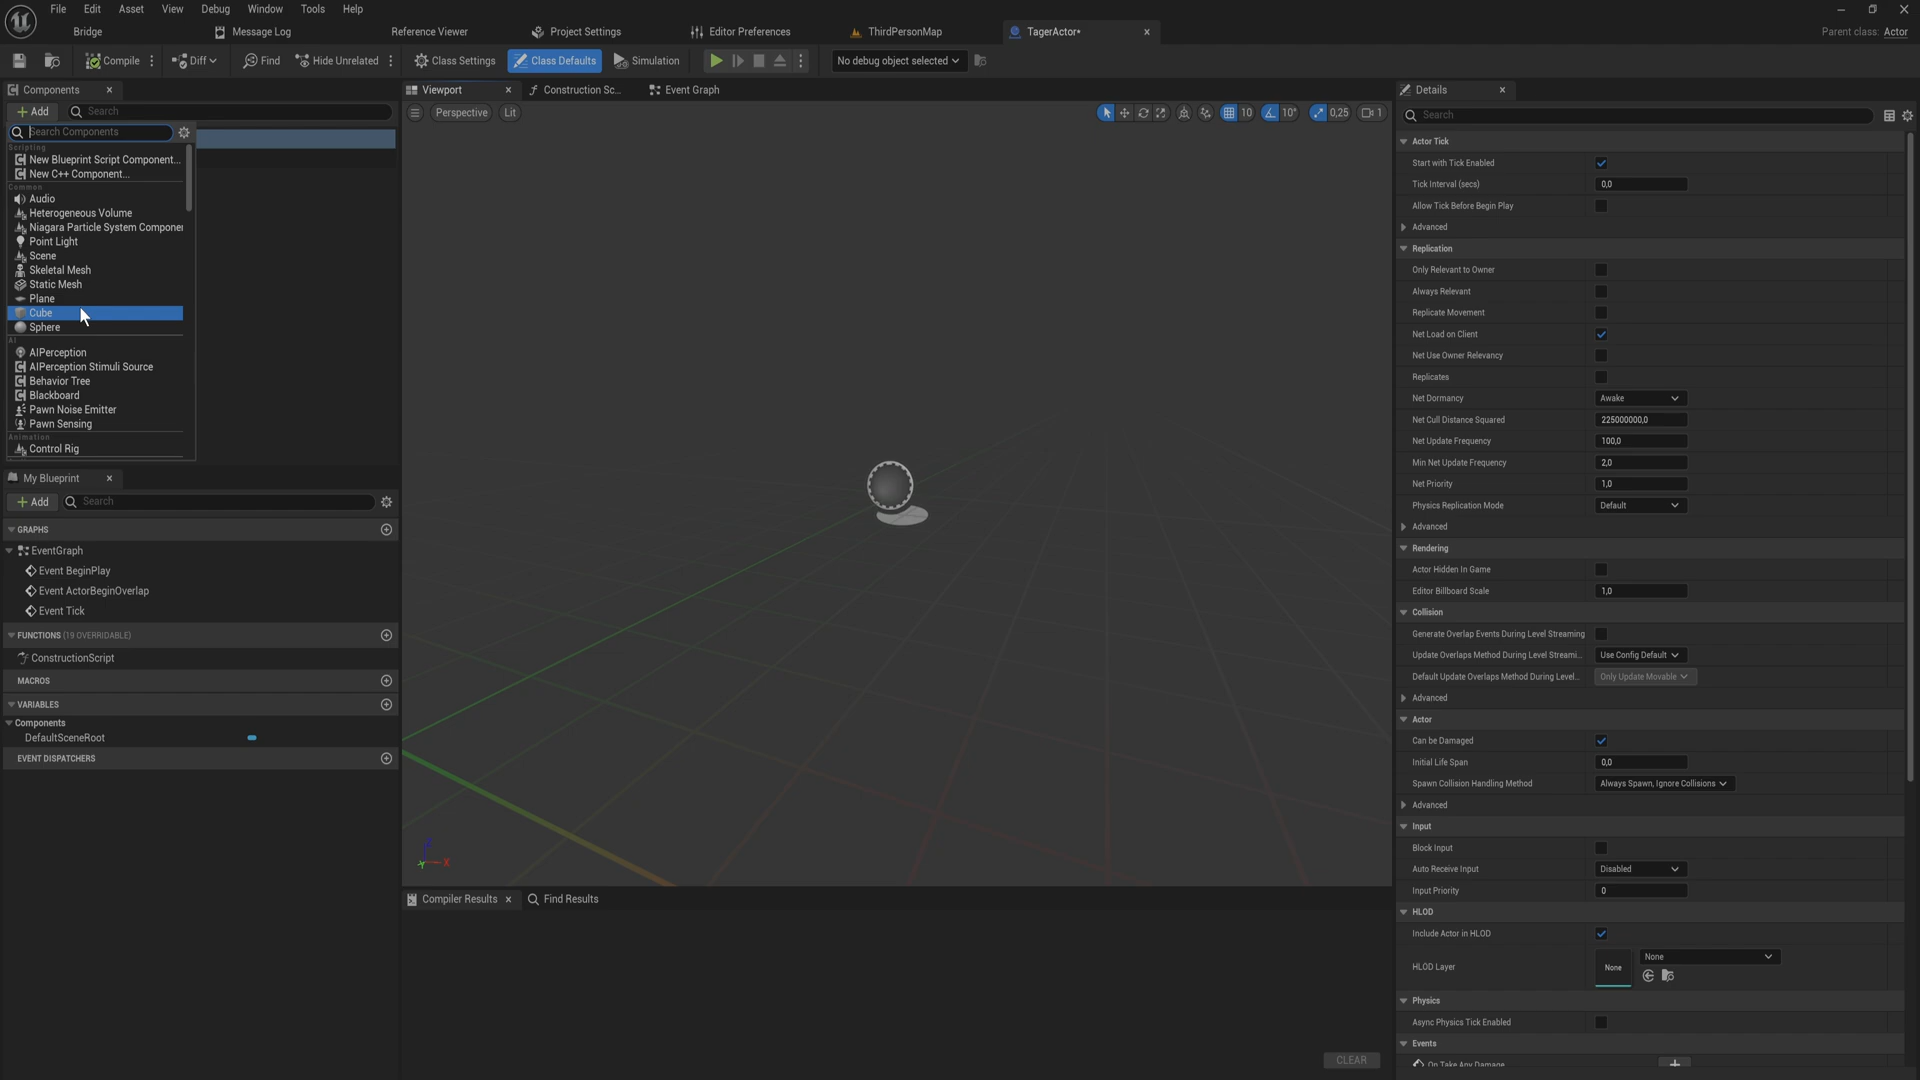 File Edit Asset View Debug Window Tools Help
Bridge Message Log Reference Viewer Project Settings Editor Preferences ThirdPersonMap TagerActor* Parent class: Actor
Compile Diff Find Hide Unrelated Class Settings Class Defaults Simulation No debug object selected
Components
+ Add Search
Search Components
Scripting
New Blueprint Script Component...
New C++ Component...
Common
Audio
Heterogeneous Volume
Niagara Particle System Componer
Point Light
Scene
Skeletal Mesh
Static Mesh
Plane
Cube
Sphere
AI
AIPerception
AIPerception Stimuli Source
Behavior Tree
Blackboard
Pawn Noise Emitter
Pawn Sensing
Animation
Control Rig
My Blueprint
+ Add Search
GRAPHS
EventGraph
Event BeginPlay
Event ActorBeginOverlap
Event Tick
FUNCTIONS (19 OVERRIDABLE)
ConstructionScript
MACROS
VARIABLES
Components
DefaultSceneRoot
EVENT DISPATCHERS
Viewport Construction Sc... Event Graph
Perspective Lit 10 10° 0,25 1
Z
X
Y
Compiler Results Find Results
CLEAR
Details
Search
Actor Tick
Start with Tick Enabled
Tick Interval (secs) 0,0
Allow Tick Before Begin Play
Advanced
Replication
Only Relevant to Owner
Always Relevant
Replicate Movement
Net Load on Client
Net Use Owner Relevancy
Replicates
Net Dormancy Awake
Net Cull Distance Squared 225000000,0
Net Update Frequency 100,0
Min Net Update Frequency 2,0
Net Priority 1,0
Physics Replication Mode Default
Advanced
Rendering
Actor Hidden In Game
Editor Billboard Scale 1,0
Collision
Generate Overlap Events During Level Streaming
Update Overlaps Method During Level Streami... Use Config Default
Default Update Overlaps Method During Level... Only Update Movable
Advanced
Actor
Can be Damaged
Initial Life Span 0,0
Spawn Collision Handling Method Always Spawn, Ignore Collisions
Advanced
Input
Block Input
Auto Receive Input Disabled
Input Priority 0
HLOD
Include Actor in HLOD
HLOD Layer None None
Physics
Async Physics Tick Enabled
Events
On Take Any Damage